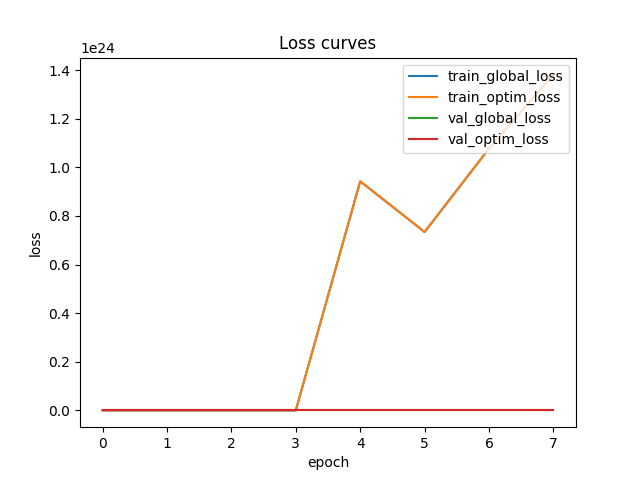 Loss curves
1e24
1.4
1.2
1.0
0.8
0.6
0.4
0.2
0.0
loss
train_global_loss
train_optim_loss
val_global_loss
val_optim_loss
0 1 2 3 4 5 6 7
epoch